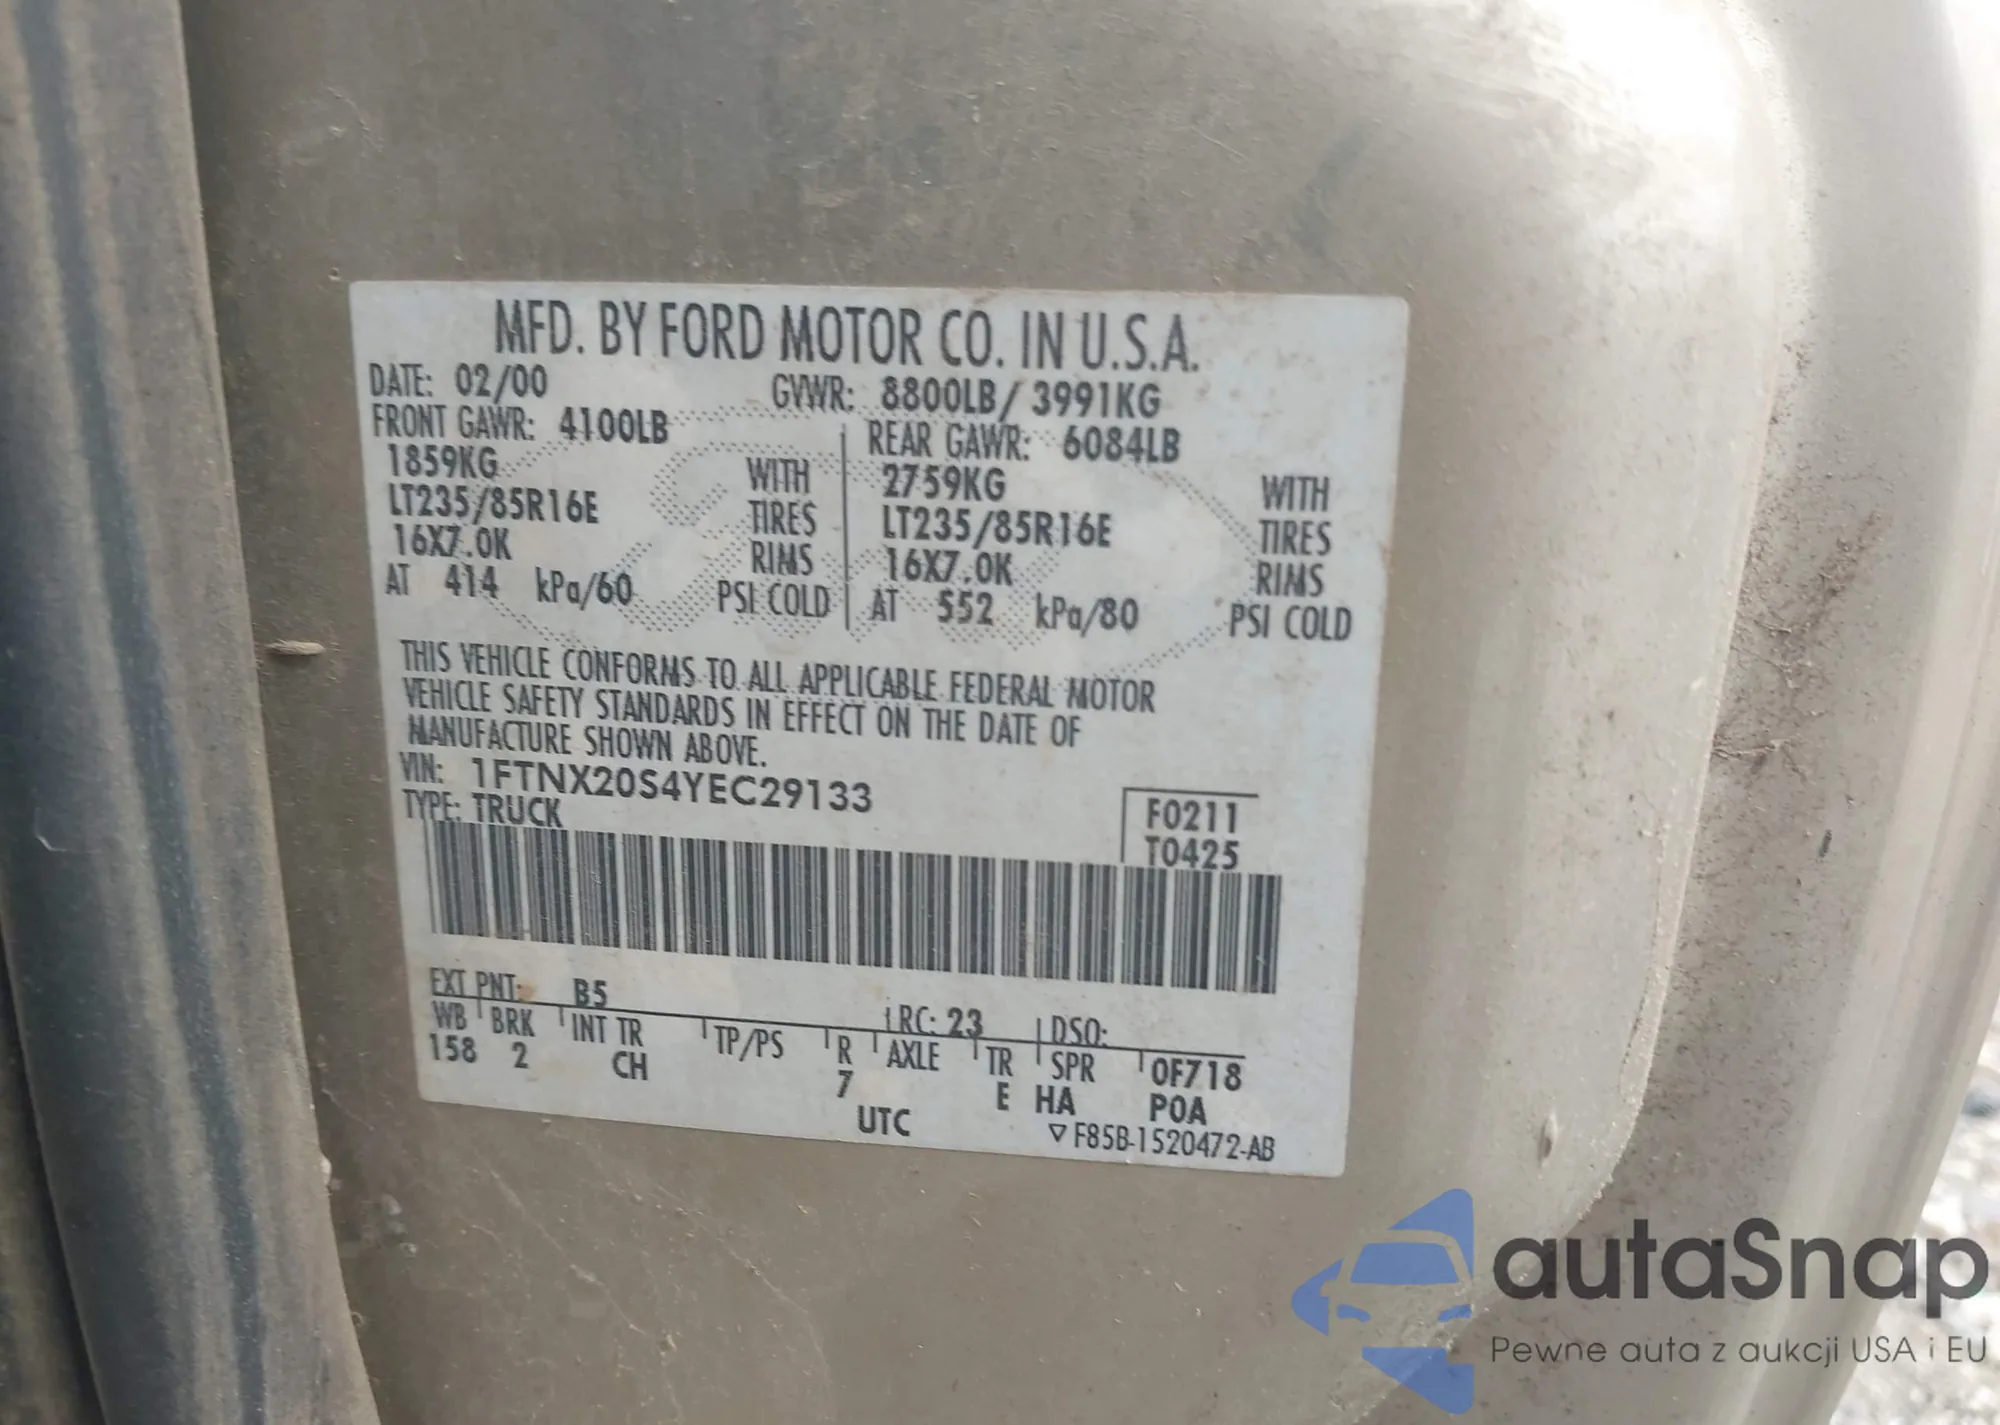 MFD. BY FORD MOTOR CO. IN U.S.A.
DATE: 02/00 GVWR: 8800LB/ 3991KG
FRONT GAWR: 4100LB REAR GAWR: 6084LB
1859KG WITH 2759KG WITH
LT235/85R16E TIRES LT235/85R16E TIRES
16X7.0K RIMS 16X7.0K RIMS
AT 414 kPa/60 PSI COLD AT 552 kPa/80 PSI COLD
THIS VEHICLE CONFORMS TO ALL APPLICABLE FEDERAL MOTOR
VEHICLE SAFETY STANDARDS IN EFFECT ON THE DATE OF
MANUFACTURE SHOWN ABOVE.
VIN: 1FTNX20S4YEC29133
TYPE: TRUCK
F0211
T0425
EXT PNT: B5 RC: 23 DSO:
WB BRK INT TR TP/PS R AXLE TR SPR 0F718
158 2 CH 7 E HA P0A
UTC
▽ F85B-1520472-AB
autaSnap
Pewne auta z aukcji USA i EU